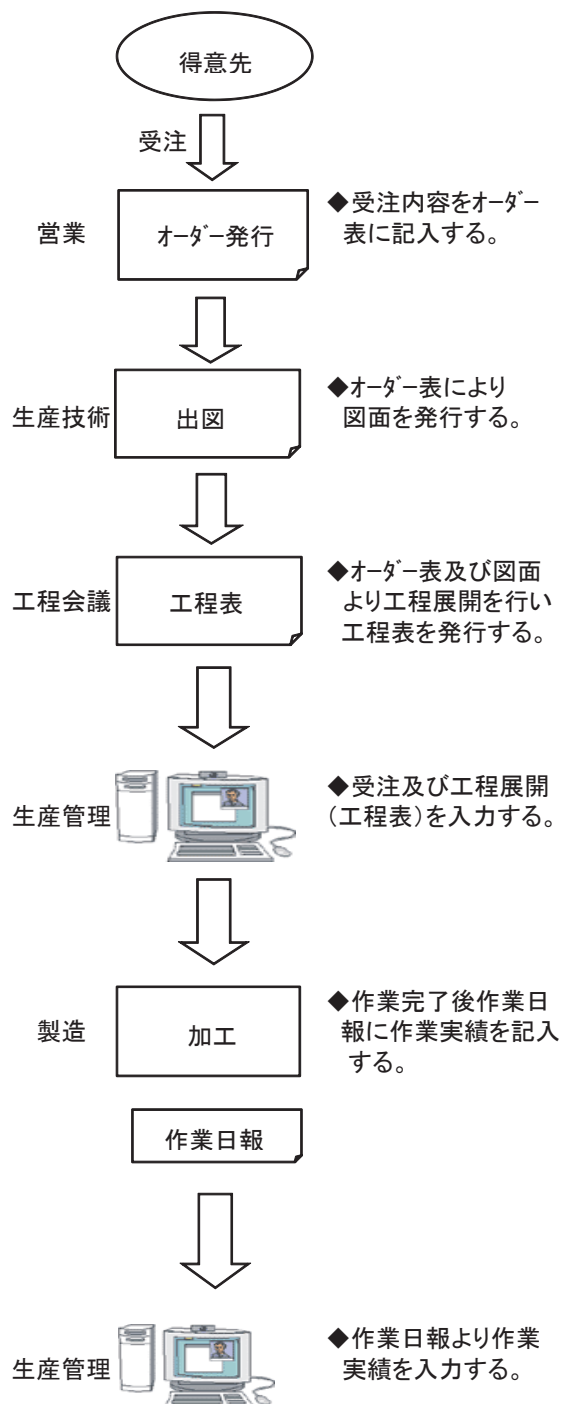 得意先
受注
営業
オーダー発行
◆受注内容をオーダー
表に記入する。
生産技術
出図
◆オーダー表により
図面を発行する。
工程会議
工程表
◆オーダー表及び図面
より工程展開を行い
工程表を発行する。
生産管理
◆受注及び工程展開
(工程表)を入力する。
製造
加工
◆作業完了後作業日
報に作業実績を記入
する。
作業日報
生産管理
◆作業日報より作業
実績を入力する。